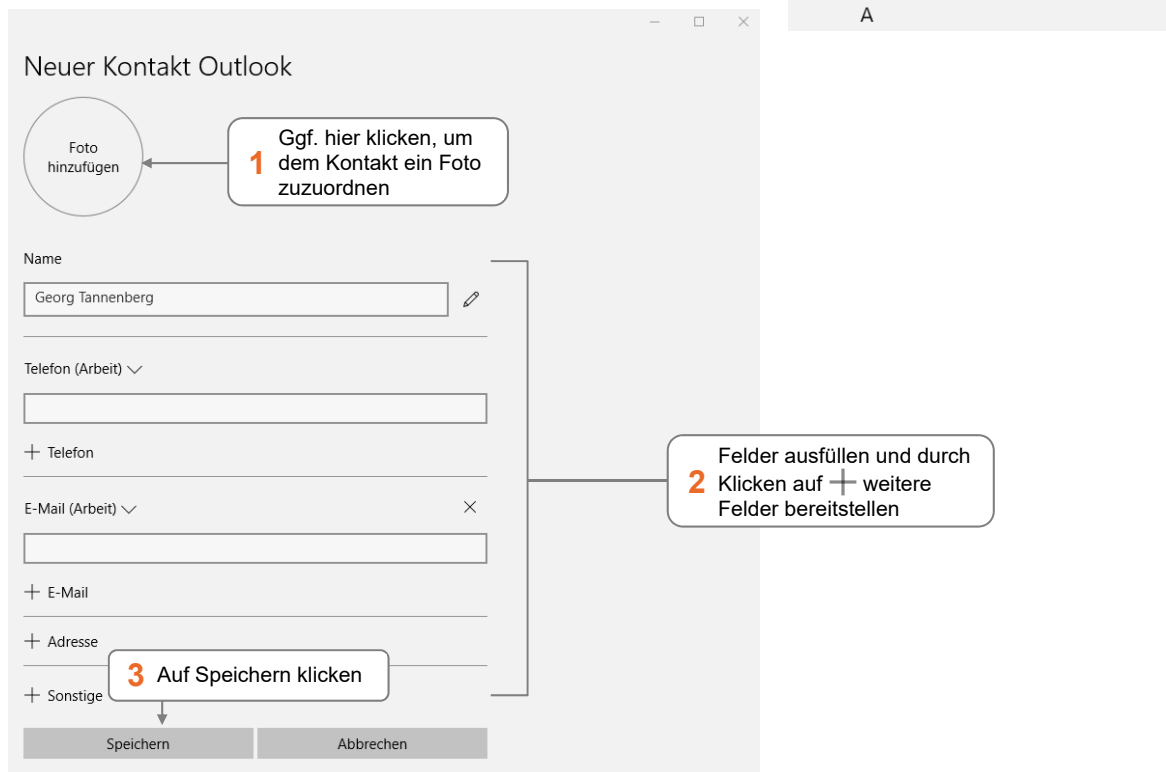 A
Neuer Kontakt Outlook
Foto
hinzufügen
1 Ggf. hier klicken, um
dem Kontakt ein Foto
zuzuordnen
Name
Georg Tannenberg
Telefon (Arbeit)
+ Telefon
E-Mail (Arbeit)
2 Felder ausfüllen und durch
Klicken auf + weitere
Felder bereitstellen
+ E-Mail
+ Adresse
3 Auf Speichern klicken
+ Sonstige
Speichern
Abbrechen